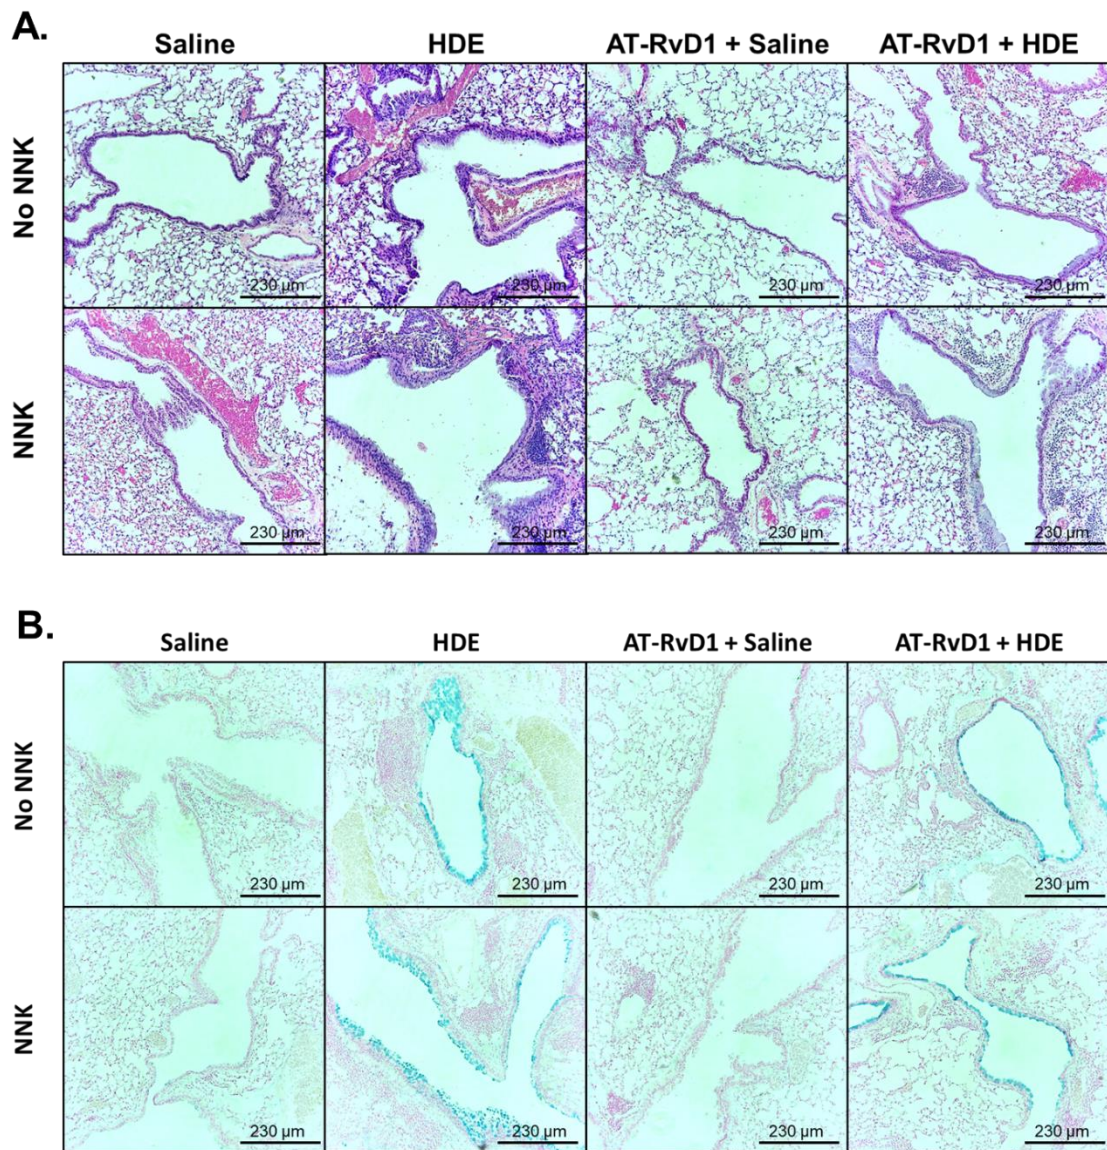 A.
Saline HDE AT-RvD1 + Saline AT-RvD1 + HDE
No NNK
230 µm 230 µm 230 µm 230 µm
NNK
230 µm 230 µm 230 µm 230 µm
B.
Saline HDE AT-RvD1 + Saline AT-RvD1 + HDE
No NNK
230 µm 230 µm 230 µm 230 µm
NNK
230 µm 230 µm 230 µm 230 µm